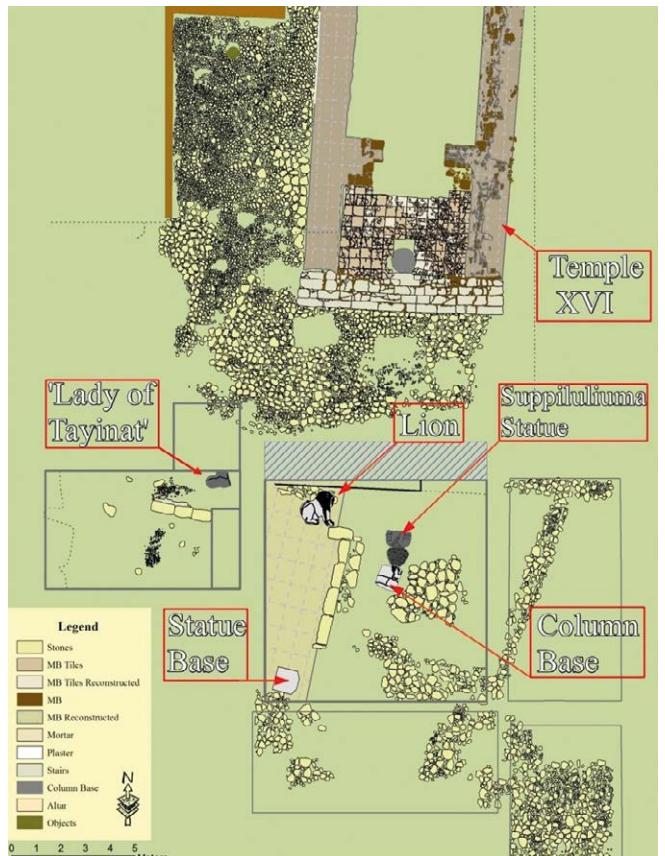 Temple
XVI
'Lady of
Tayinat'
Lion
Suppiluliuma
Statue
Statue
Base
Column
Base
Legend
Stones
MB Tiles
MB Tiles Reconstructed
MB
MB Reconstructed
Mortar
Plaster
Stairs
Column Base
Altar
Objects
N
0 1 2 3 4 5
Meters